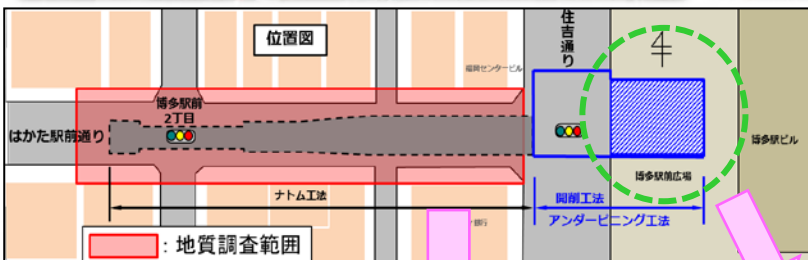 位置図
住吉通り
福岡センタービル
博多駅前
2丁目
はかた駅前通り
博多駅ビル
博多駅前広場
ナトム工法
開削工法
アンダーピニング工法
銀行
：地質調査範囲